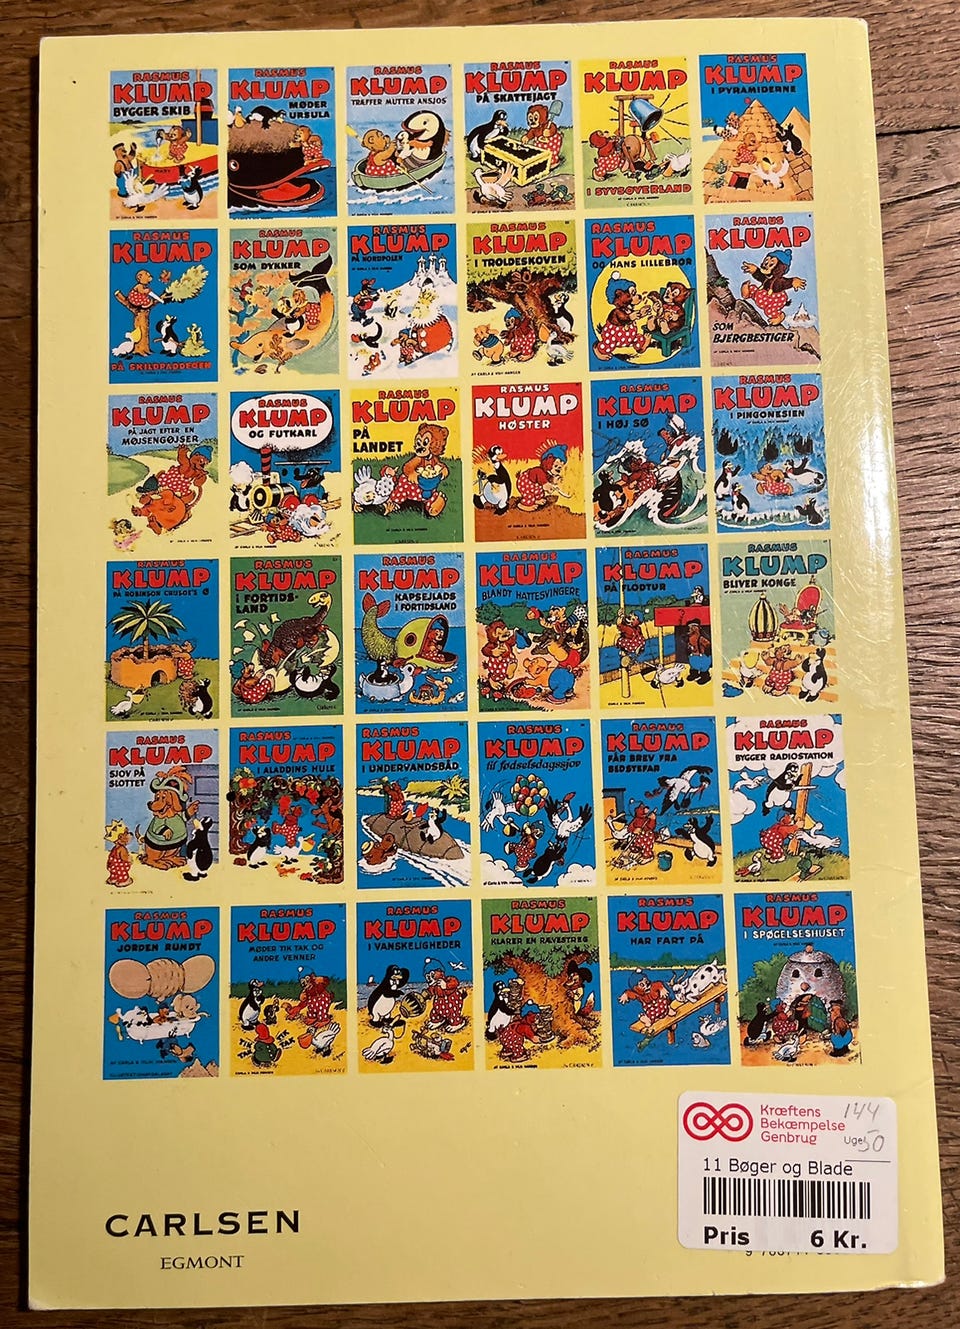 RASMUS
KLUMP
BYGGER SKIB
RASMUS
KLUMP
MØDER
URSULA
RASMUS
KLUMP
TRÆFFER MUTTER ANSJOS
RASMUS
KLUMP
PÅ SKATTEJAGT
RASMUS
KLUMP
I SYVSOVERLAND
RASMUS
KLUMP
I PYRAMIDERNE
RASMUS
KLUMP
PÅ SKILDPADDEØEN
RASMUS
KLUMP
SOM DYKKER
RASMUS
KLUMP
PÅ NORDPOLEN
RASMUS
KLUMP
I TROLDESKOVEN
RASMUS
KLUMP
OG HANS LILLEBROR
RASMUS
KLUMP
SOM
BJERGBESTIGER
RASMUS
KLUMP
PÅ JAGT EFTER EN
MØJSENGØJSER
RASMUS
KLUMP
OG FUTKARL
RASMUS
KLUMP
PÅ
LANDET
RASMUS
KLUMP
HØSTER
RASMUS
KLUMP
I HØJ SØ
RASMUS
KLUMP
I PINGONESIEN
RASMUS
KLUMP
PÅ ROBINSON CRUSOE'S Ø
RASMUS
KLUMP
I FORTIDS-
LAND
RASMUS
KLUMP
KAPSEJLADS
I FORTIDSLAND
RASMUS
KLUMP
BLANDT HATTESVINGERE
RASMUS
KLUMP
PÅ FLODTUR
RASMUS
KLUMP
BLIVER KONGE
RASMUS
KLUMP
SJOV PÅ
SLOTTET
RASMUS
KLUMP
I ALADDINS HULE
RASMUS
KLUMP
I UNDERVANDSBÅD
RASMUS
KLUMP
til fødselsdagssjov
RASMUS
KLUMP
FÅR BREV FRA
BEDSTEFAR
RASMUS
KLUMP
BYGGER RADIOSTATION
RASMUS
KLUMP
JORDEN RUNDT
RASMUS
KLUMP
MØDER TIK TAK OG
ANDRE VENNER
TIK
TAK
TIK
TAK
RASMUS
KLUMP
I VANSKELIGHEDER
RASMUS
KLUMP
KLARER EN RÆVESTREG
RASMUS
KLUMP
HAR FART PÅ
RASMUS
KLUMP
I SPØGELSESHUSET
CARLSEN
EGMONT
Kræftens
Bekæmpelse
Genbrug
144
Uge: 50
11 Bøger og Blade
Pris 6 Kr.